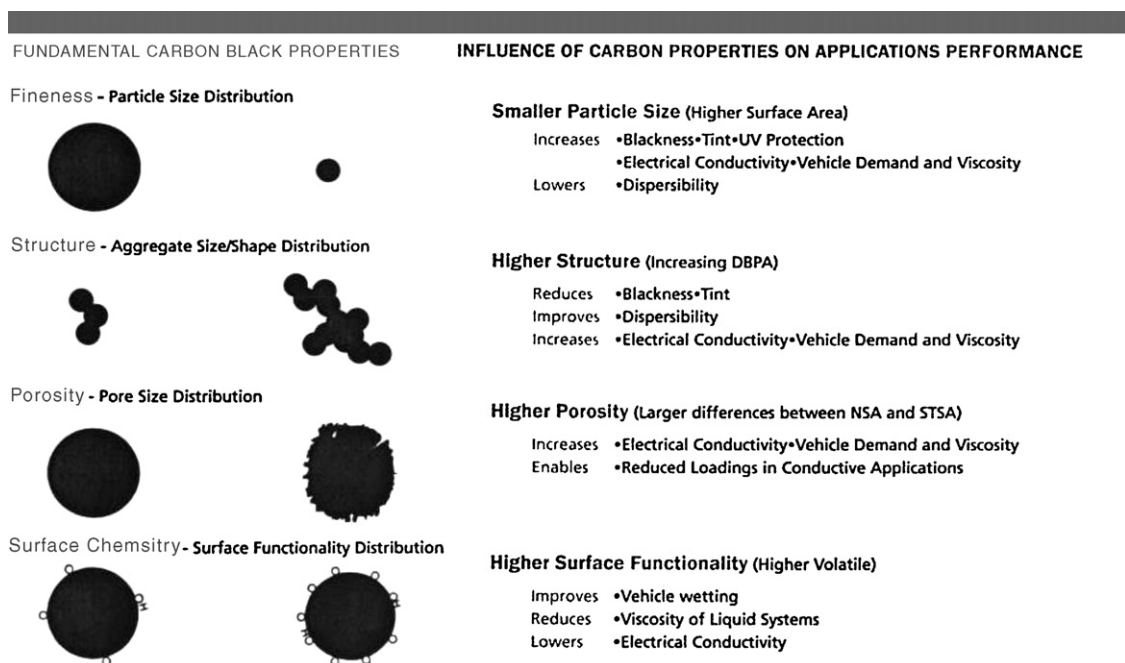 FUNDAMENTAL CARBON BLACK PROPERTIES
INFLUENCE OF CARBON PROPERTIES ON APPLICATIONS PERFORMANCE
Fineness - Particle Size Distribution
Smaller Particle Size (Higher Surface Area)
Increases •Blackness•Tint•UV Protection
•Electrical Conductivity•Vehicle Demand and Viscosity
Lowers •Dispersibility
Structure - Aggregate Size/Shape Distribution
Higher Structure (Increasing DBPA)
Reduces •Blackness•Tint
Improves •Dispersibility
Increases •Electrical Conductivity•Vehicle Demand and Viscosity
Porosity - Pore Size Distribution
Higher Porosity (Larger differences between NSA and STSA)
Increases •Electrical Conductivity•Vehicle Demand and Viscosity
Enables •Reduced Loadings in Conductive Applications
Surface Chemsitry - Surface Functionality Distribution
Higher Surface Functionality (Higher Volatile)
Improves •Vehicle wetting
Reduces •Viscosity of Liquid Systems
Lowers •Electrical Conductivity